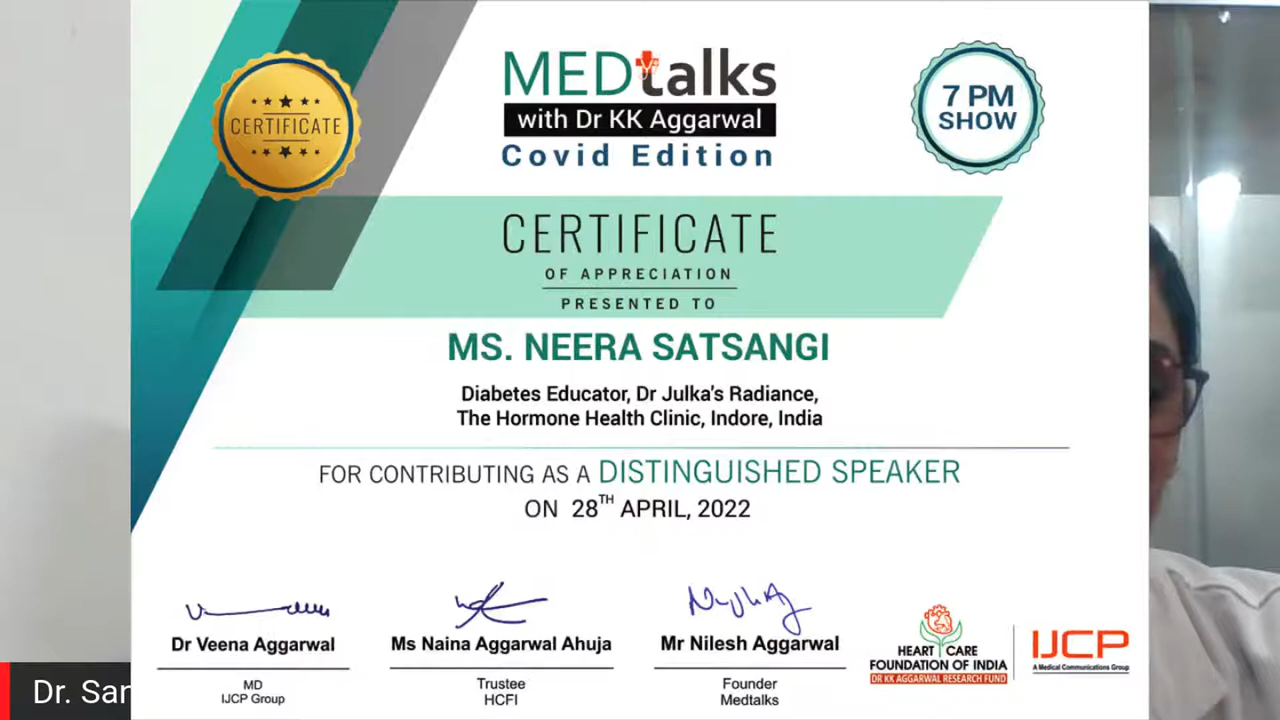 CERTIFICATE
MEDtalks
with Dr KK Aggarwal
Covid Edition
7 PM
SHOW
CERTIFICATE
OF APPRECIATION
PRESENTED TO
MS. NEERA SATSANGI
Diabetes Educator, Dr Julka's Radiance,
The Hormone Health Clinic, Indore, India
FOR CONTRIBUTING AS A DISTINGUISHED SPEAKER
ON 28TH APRIL, 2022
Dr Veena Aggarwal
MD
IJCP Group
Ms Naina Aggarwal Ahuja
Trustee
HCFI
Mr Nilesh Aggarwal
Founder
Medtalks
HEART CARE
FOUNDATION OF INDIA
DR KK AGGARWAL RESEARCH FUND
IJCP
A Medical Communications Group
Dr. Sar